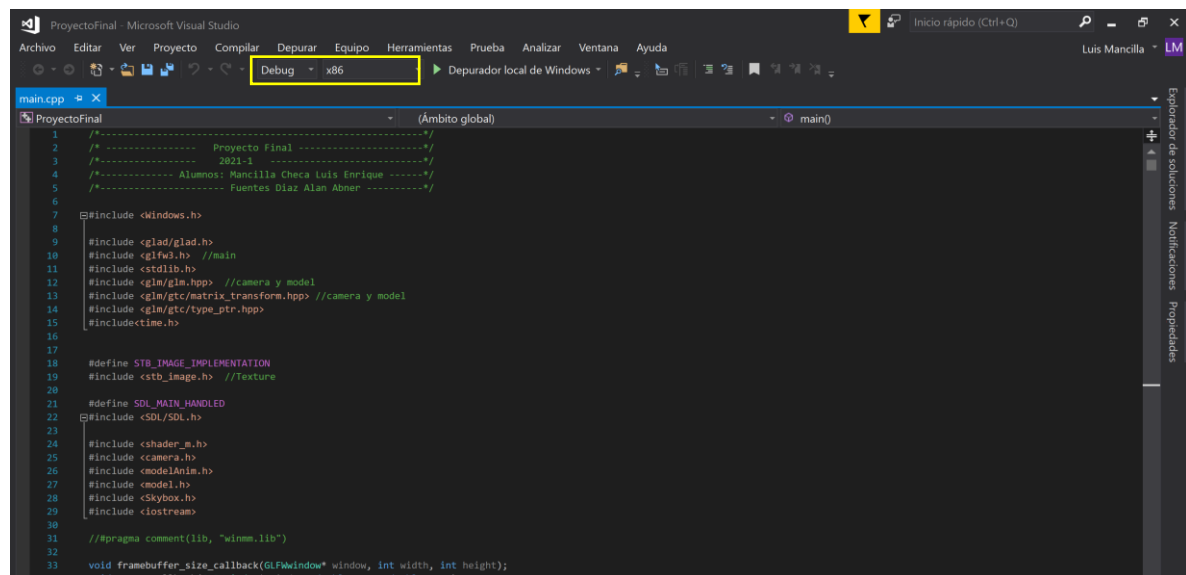 ProyectoFinal - Microsoft Visual Studio
Inicio rápido (Ctrl+Q)
Archivo Editar Ver Proyecto Compilar Depurar Equipo Herramientas Prueba Analizar Ventana Ayuda
Luis Mancilla LM
Debug x86 Depurador local de Windows
main.cpp
ProyectoFinal (Ámbito global) main()
1 /*---------------------------------------------------------*/
2 /* ---------------- Proyecto Final ----------------------*/
3 /*----------------- 2021-1 ---------------------------*/
4 /*------------- Alumnos: Mancilla Checa Luis Enrique ------*/
5 /*---------------------- Fuentes Diaz Alan Abner ----------*/
6
7 #include <Windows.h>
8
9 #include <glad/glad.h>
10 #include <glfw3.h> //main
11 #include <stdlib.h>
12 #include <glm/glm.hpp> //camera y model
13 #include <glm/gtc/matrix_transform.hpp> //camera y model
14 #include <glm/gtc/type_ptr.hpp>
15 #include<time.h>
16
17
18 #define STB_IMAGE_IMPLEMENTATION
19 #include <stb_image.h> //Texture
20
21 #define SDL_MAIN_HANDLED
22 #include <SDL/SDL.h>
23
24 #include <shader_m.h>
25 #include <camera.h>
26 #include <modelAnim.h>
27 #include <model.h>
28 #include <Skybox.h>
29 #include <iostream>
30
31 //#pragma comment(lib, "winmm.lib")
32
33 void framebuffer_size_callback(GLFWwindow* window, int width, int height);
Explorador de soluciones
Notificaciones
Propiedades